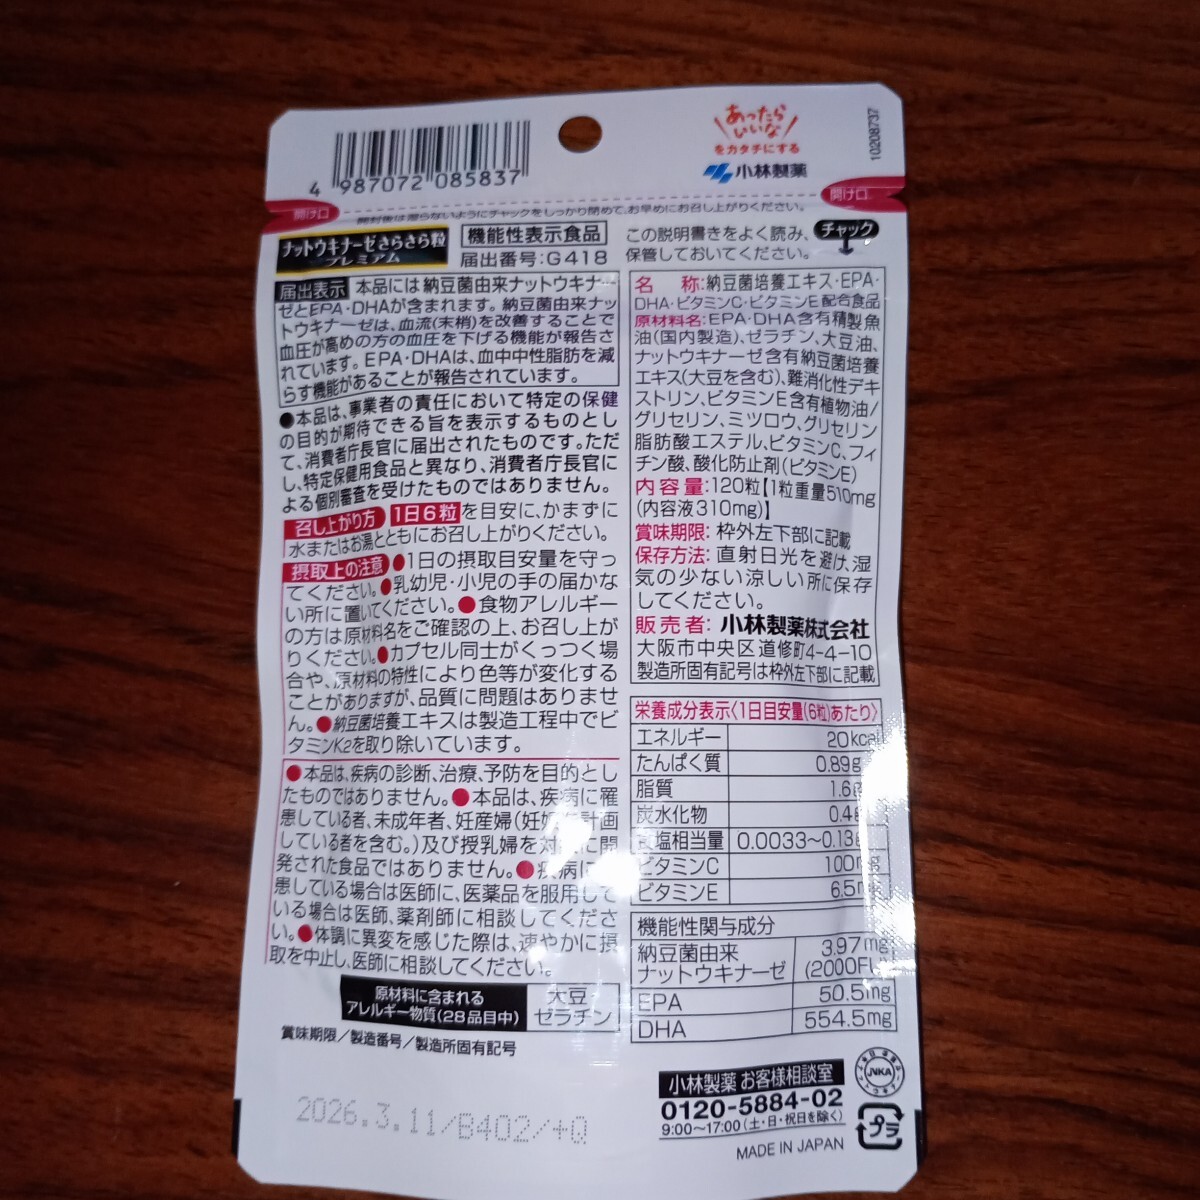 あったら
いいな
をカタチにする
小林製薬
10208737
4 987072 085837
開け口
開け口
開封後は湿らないようにチャックをしっかり閉めて、お早めにお召し上がりください。
ナットウキナーゼさらさら粒
プレミアム
機能性表示食品
届出番号:G418
この説明書きをよく読み、
保管しておいてください。
チャック
届出表示 本品には納豆菌由来ナットウキナー
ゼとEPA・DHAが含まれます。納豆菌由来ナッ
トウキナーゼは、血流(末梢)を改善することで
血圧が高めの方の血圧を下げる機能が報告さ
れています。EPA・DHAは、血中中性脂肪を減
らす機能があることが報告されています。
●本品は、事業者の責任において特定の保健
の目的が期待できる旨を表示するものとし
て、消費者庁長官に届出されたものです。ただ
し、特定保健用食品と異なり、消費者庁長官に
よる個別審査を受けたものではありません。
召し上がり方 1日6粒を目安に、かまずに
水またはお湯とともにお召し上がりください。
摂取上の注意 ●1日の摂取目安量を守っ
てください。●乳幼児・小児の手の届かな
い所に置いてください。●食物アレルギー
の方は原材料名をご確認の上、お召し上が
りください。●カプセル同士がくっつく場
合や、原材料の特性により色等が変化する
ことがありますが、品質に問題はありませ
ん。●納豆菌培養エキスは製造工程中でビ
タミンK2を取り除いています。
●本品は、疾病の診断、治療、予防を目的とし
たものではありません。●本品は、疾病に罹
患している者、未成年者、妊産婦(妊娠を計画
している者を含む。)及び授乳婦を対象に開
発された食品ではありません。●疾病に
患している場合は医師に、医薬品を服用して
いる場合は医師、薬剤師に相談してくださ
い。●体調に異変を感じた際は、速やかに摂
取を中止し、医師に相談してください。
原材料に含まれる
アレルギー物質(28品目中)
大豆・
ゼラチン
賞味期限/製造番号/製造所固有記号
2026.3.11/B402/+Q
名 称:納豆菌培養エキス・EPA・
DHA・ビタミンC・ビタミンE配合食品
原材料名:EPA・DHA含有精製魚
油(国内製造)、ゼラチン、大豆油、
ナットウキナーゼ含有納豆菌培養
エキス(大豆を含む)、難消化性デキ
ストリン、ビタミンE含有植物油/
グリセリン、ミツロウ、グリセリン
脂肪酸エステル、ビタミンC、フィ
チン酸、酸化防止剤(ビタミンE)
内容量:120粒【1粒重量510mg
(内容液310mg)】
賞味期限:枠外左下部に記載
保存方法:直射日光を避け、湿
気の少ない涼しい所に保存
してください。
販売者:小林製薬株式会社
大阪市中央区道修町4-4-10
製造所固有記号は枠外左下部に記載
栄養成分表示〈1日目安量(6粒)あたり〉
エネルギー 20kcal
たんぱく質 0.89g
脂質 1.6g
炭水化物 0.4g
食塩相当量 0.0033〜0.13g
ビタミンC 100mg
ビタミンE 6.5mg
機能性関与成分
納豆菌由来
ナットウキナーゼ
3.97mg
(2000FU)
EPA 50.5mg
DHA 554.5mg
小林製薬 お客様相談室
0120-5884-02
9:00〜17:00(土・日・祝日を除く)
MADE IN JAPAN
JNKA
プラ